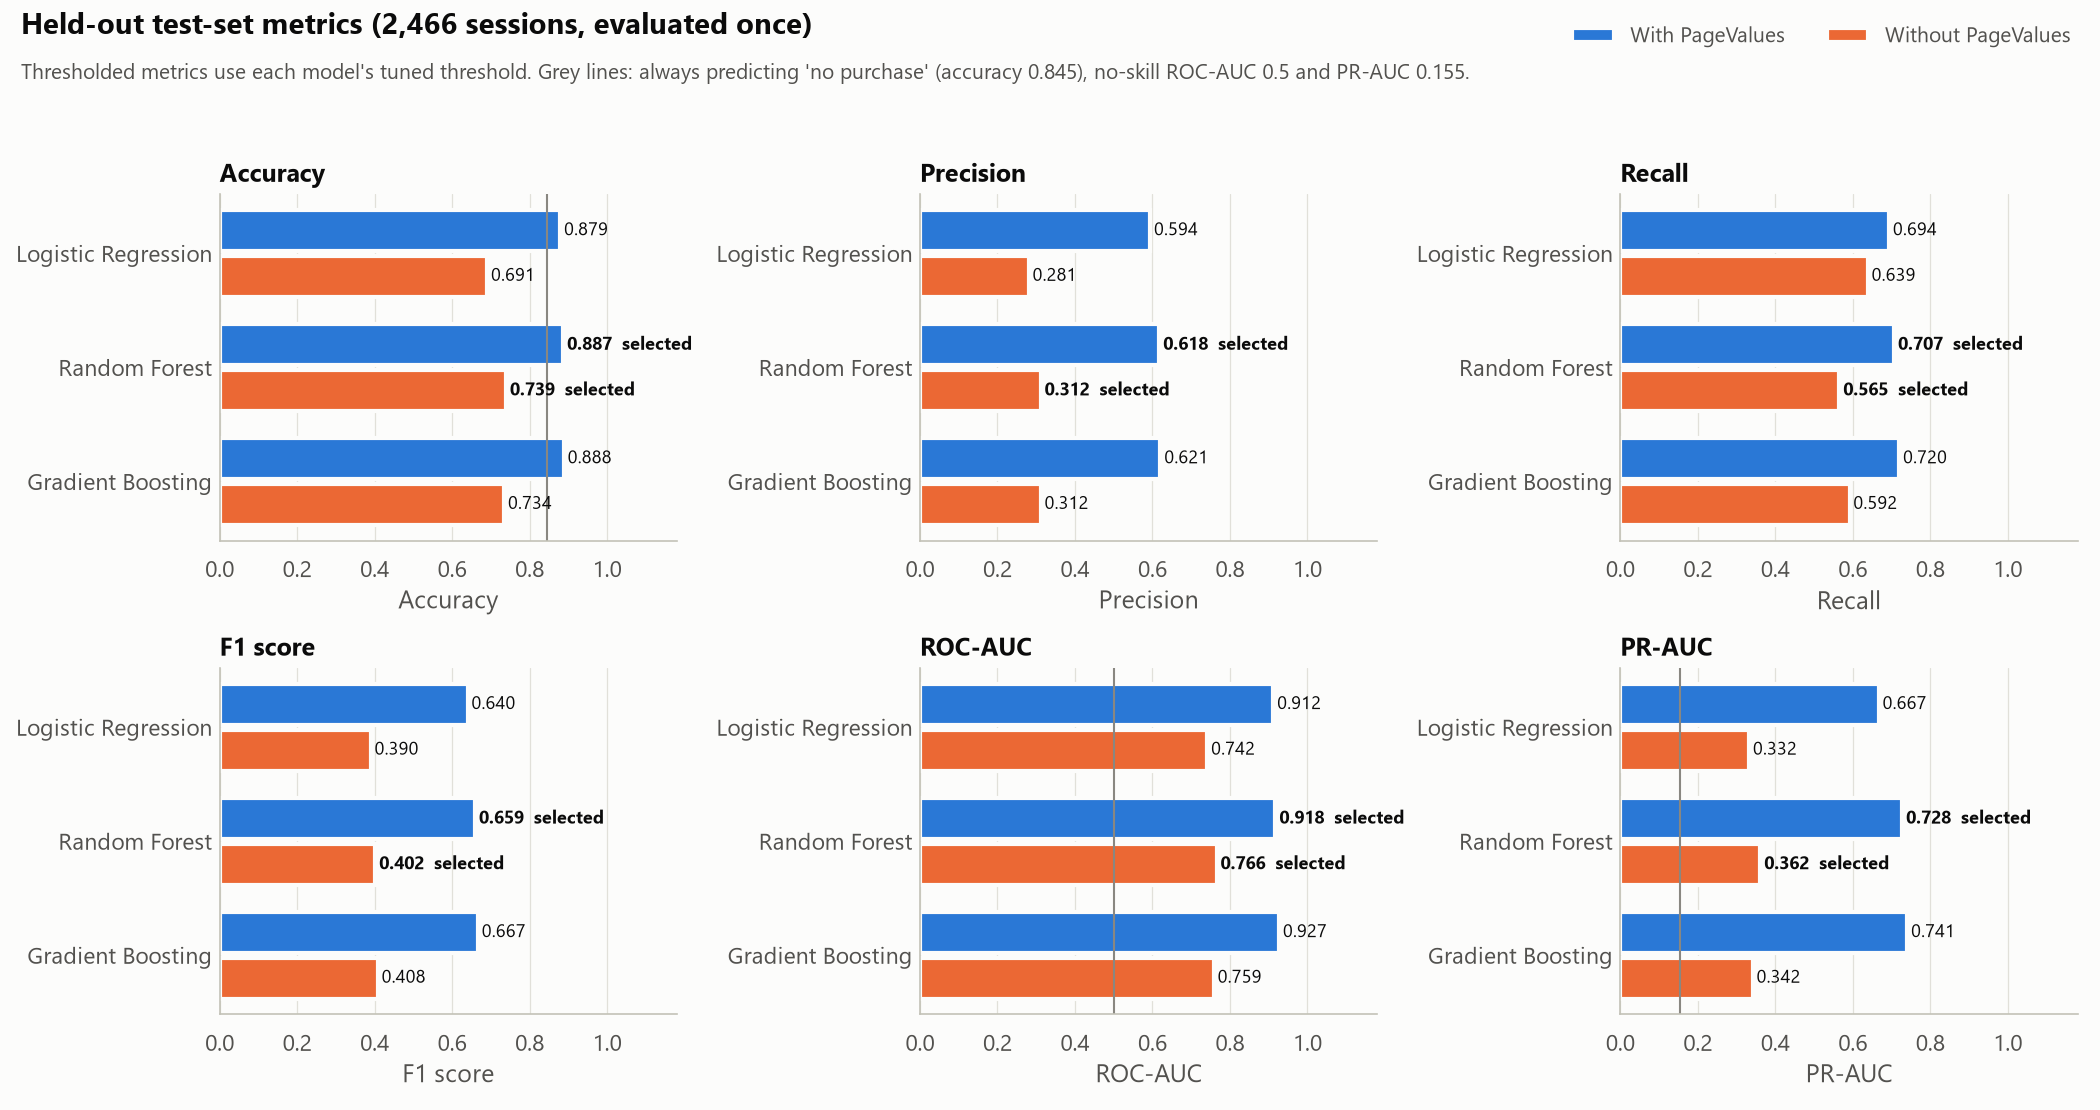 Held-out test-set metrics (2,466 sessions, evaluated once)
With PageValues
Without PageValues
Thresholded metrics use each model's tuned threshold. Grey lines: always predicting 'no purchase' (accuracy 0.845), no-skill ROC-AUC 0.5 and PR-AUC 0.155.
Accuracy
Logistic Regression
0.879
0.691
Random Forest
0.887 selected
0.739 selected
Gradient Boosting
0.888
0.734
0.0 0.2 0.4 0.6 0.8 1.0
Accuracy
Precision
Logistic Regression
0.594
0.281
Random Forest
0.618 selected
0.312 selected
Gradient Boosting
0.621
0.312
0.0 0.2 0.4 0.6 0.8 1.0
Precision
Recall
Logistic Regression
0.694
0.639
Random Forest
0.707 selected
0.565 selected
Gradient Boosting
0.720
0.592
0.0 0.2 0.4 0.6 0.8 1.0
Recall
F1 score
Logistic Regression
0.640
0.390
Random Forest
0.659 selected
0.402 selected
Gradient Boosting
0.667
0.408
0.0 0.2 0.4 0.6 0.8 1.0
F1 score
ROC-AUC
Logistic Regression
0.912
0.742
Random Forest
0.918 selected
0.766 selected
Gradient Boosting
0.927
0.759
0.0 0.2 0.4 0.6 0.8 1.0
ROC-AUC
PR-AUC
Logistic Regression
0.667
0.332
Random Forest
0.728 selected
0.362 selected
Gradient Boosting
0.741
0.342
0.0 0.2 0.4 0.6 0.8 1.0
PR-AUC